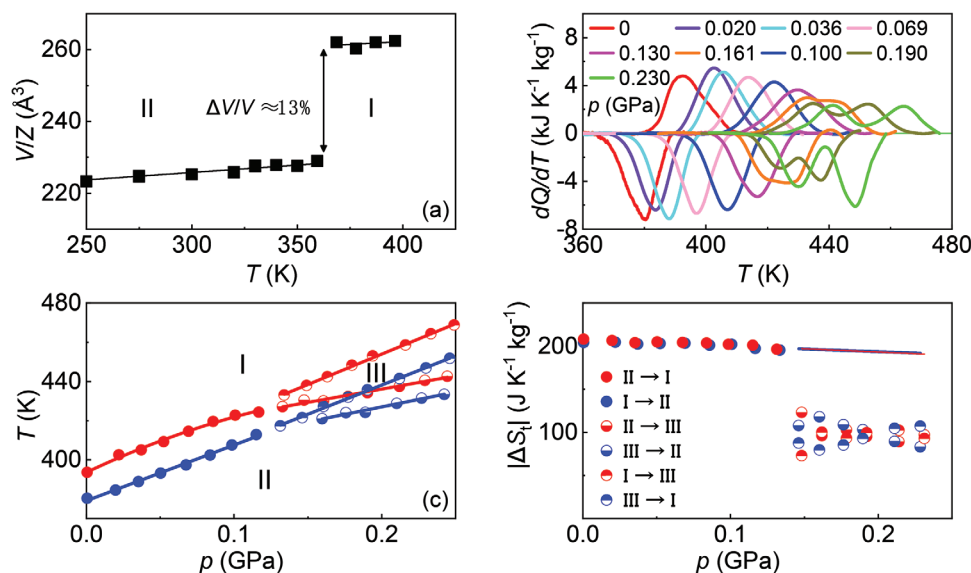 260
240
220
V/Z (Å³)
II
ΔV/V ≈13%
I
(a)
250 300 350 400
T (K)
0 0.020 0.036 0.069
0.130 0.161 0.100 0.190
0.230
p (GPa)
8
4
0
-4
-8
dQ/dT (kJ K⁻¹ kg⁻¹)
360 400 440 480
T (K)
480
440
400
T (K)
I
III
II
(c)
0.0 0.1 0.2
p (GPa)
200
100
|ΔSt| (J K⁻¹ kg⁻¹)
II → I
I → II
II → III
III → II
I → III
III → I
0.0 0.1 0.2
p (GPa)